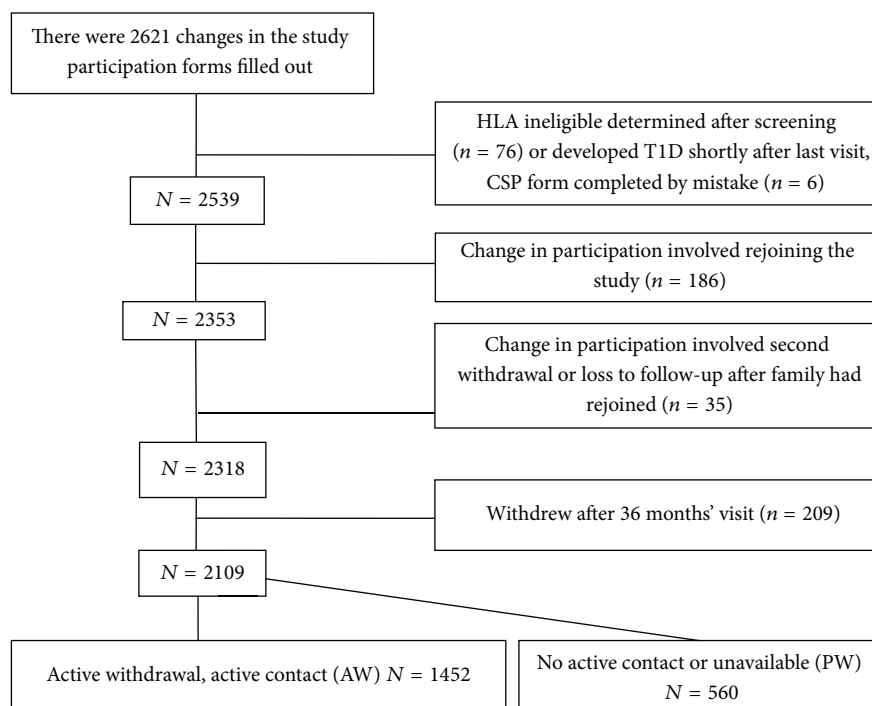 There were 2621 changes in the study
participation forms filled out
HLA ineligible determined after screening
(n = 76) or developed T1D shortly after last visit,
CSP form completed by mistake (n = 6)
N = 2539
Change in participation involved rejoining the
study (n = 186)
N = 2353
Change in participation involved second
withdrawal or loss to follow-up after family had
rejoined (n = 35)
N = 2318
Withdrew after 36 months’ visit (n = 209)
N = 2109
Active withdrawal, active contact (AW) N = 1452
No active contact or unavailable (PW)
N = 560